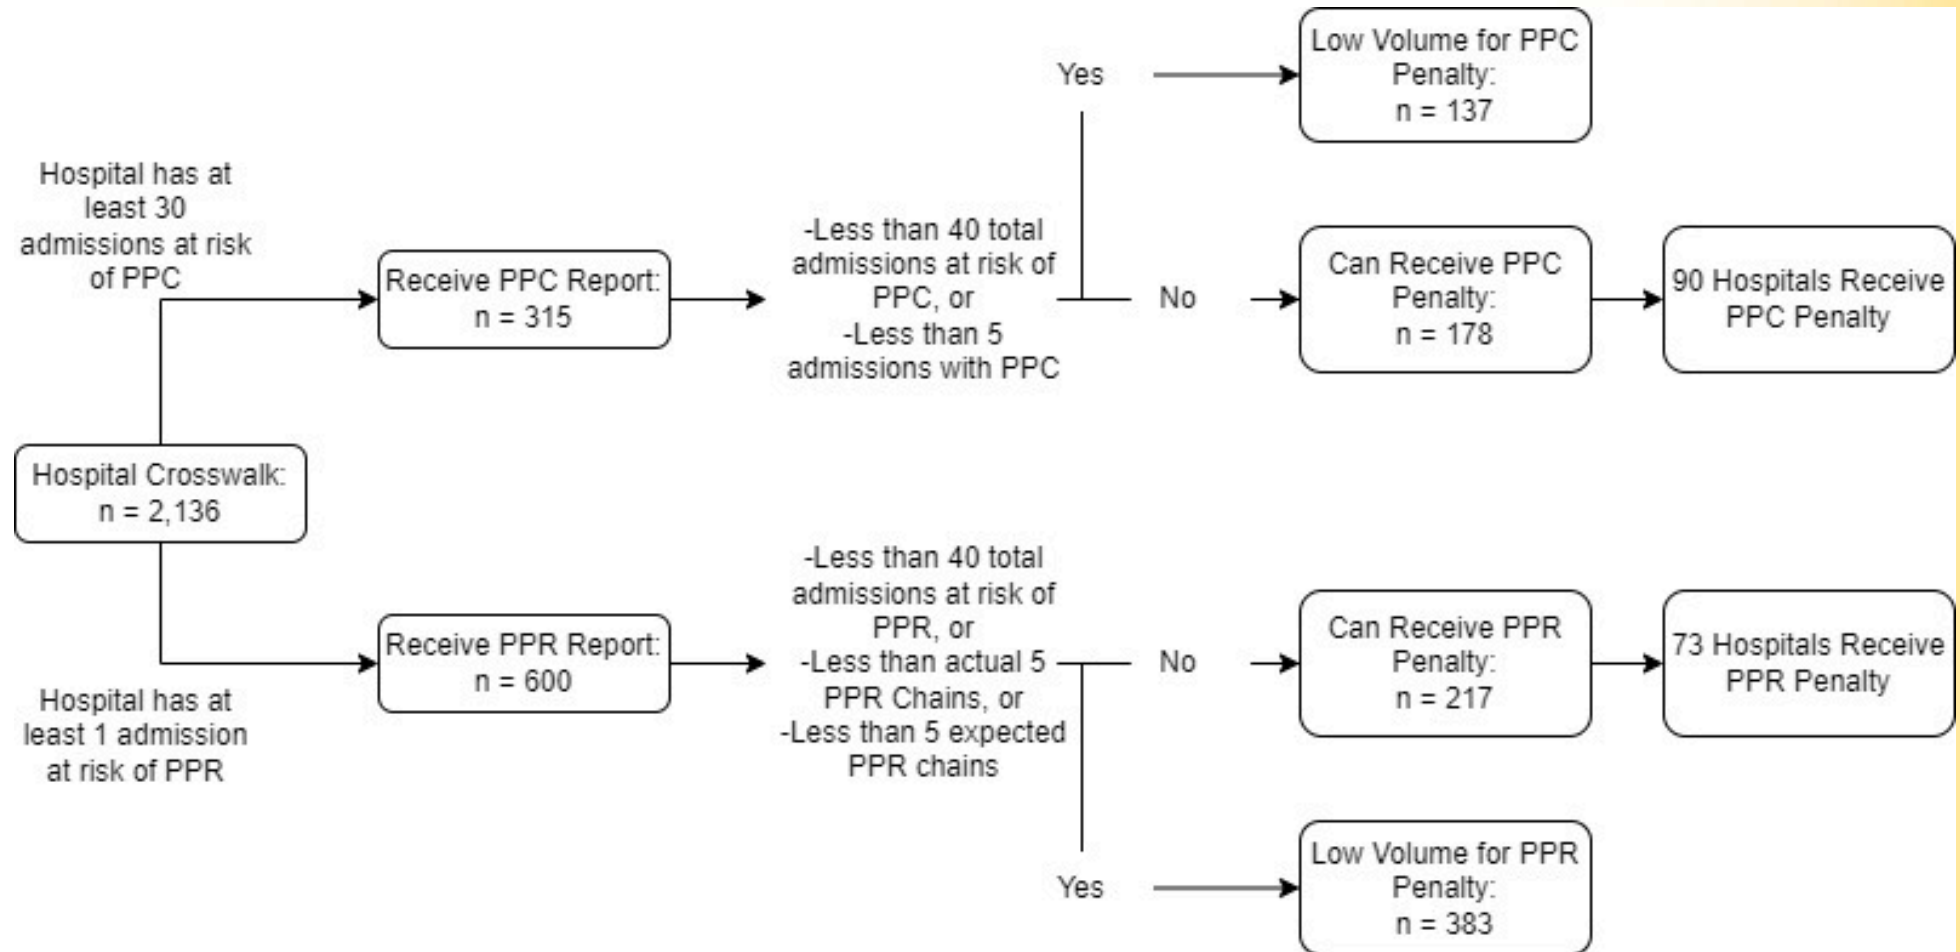 Low Volume for PPC
Penalty:
n = 137
Yes
Hospital has at
least 30
admissions at risk
of PPC
-Less than 40 total
admissions at risk of
PPC, or
-Less than 5
admissions with PPC
Receive PPC Report:
n = 315
No
Can Receive PPC
Penalty:
n = 178
90 Hospitals Receive
PPC Penalty
Hospital Crosswalk:
n = 2,136
-Less than 40 total
admissions at risk of
PPR, or
-Less than actual 5
PPR Chains, or
-Less than 5 expected
PPR chains
Receive PPR Report:
n = 600
No
Can Receive PPR
Penalty:
n = 217
73 Hospitals Receive
PPR Penalty
Hospital has at
least 1 admission
at risk of PPR
Yes
Low Volume for PPR
Penalty:
n = 383